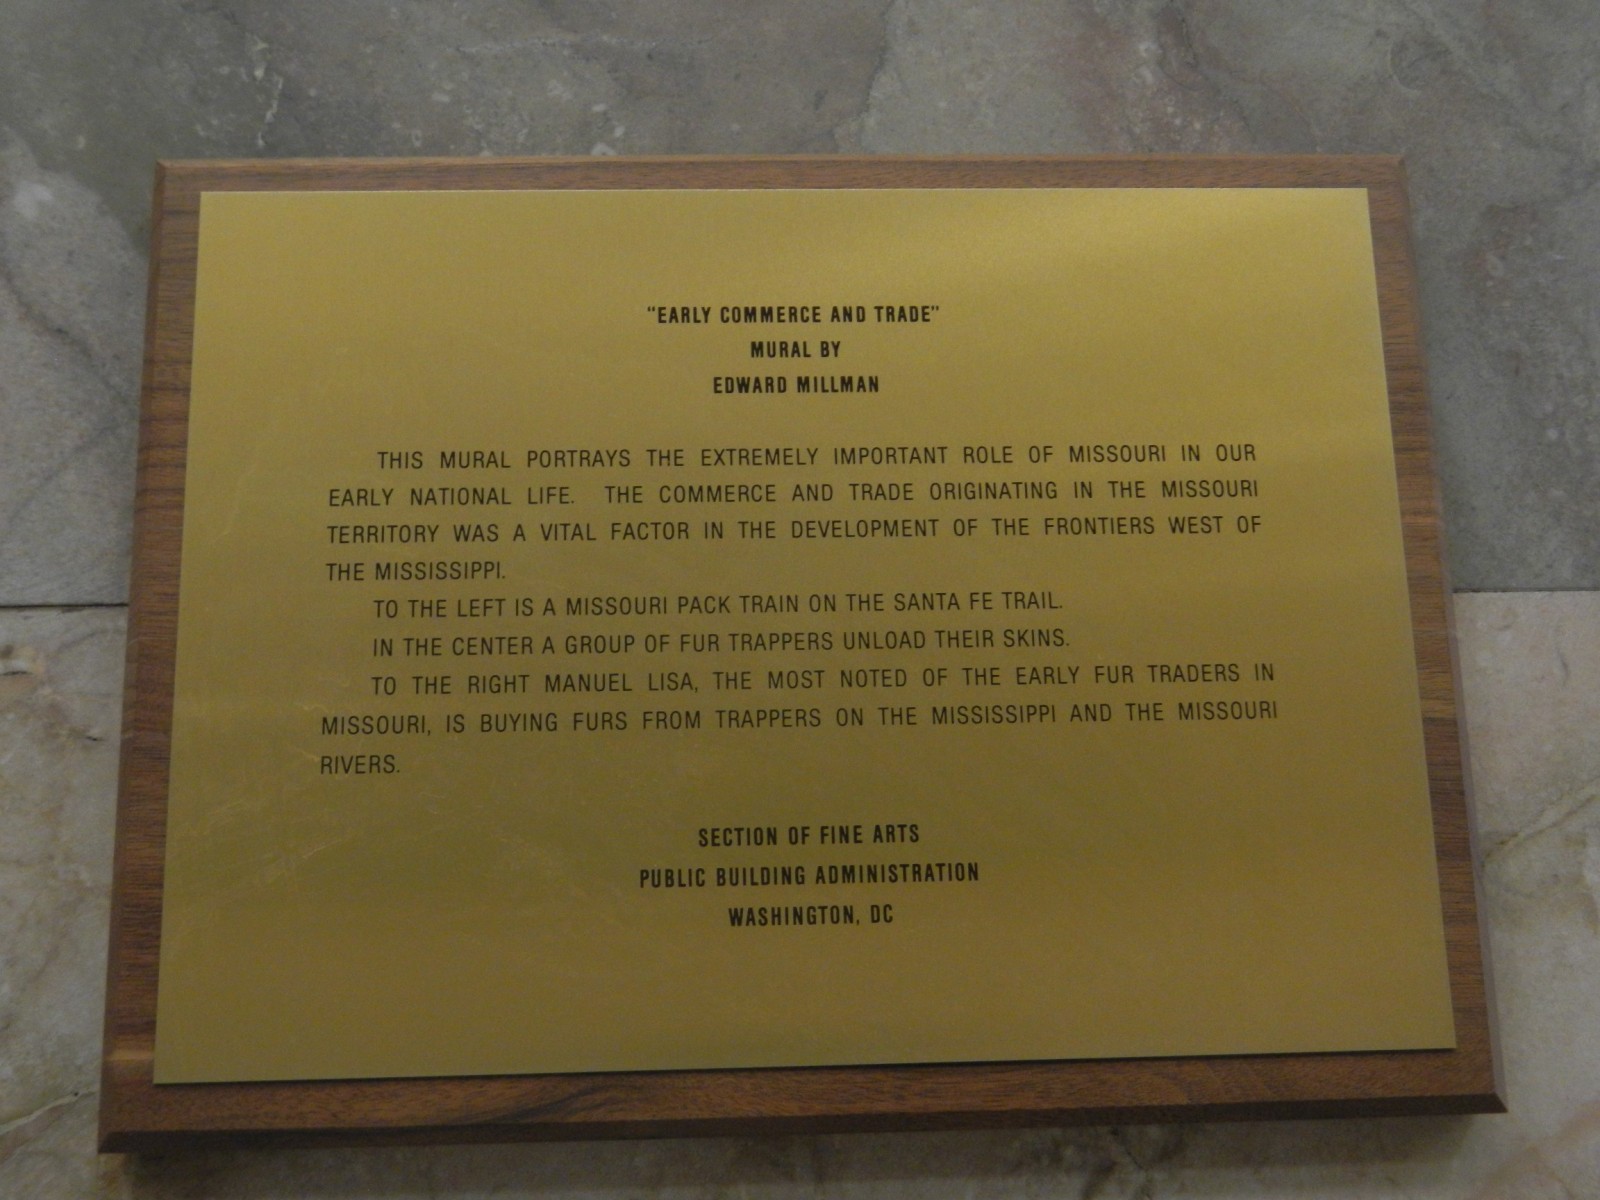 "EARLY COMMERCE AND TRADE"
MURAL BY
EDWARD MILLMAN
THIS MURAL PORTRAYS THE EXTREMELY IMPORTANT ROLE OF MISSOURI IN OUR
EARLY NATIONAL LIFE. THE COMMERCE AND TRADE ORIGINATING IN THE MISSOURI
TERRITORY WAS A VITAL FACTOR IN THE DEVELOPMENT OF THE FRONTIERS WEST OF
THE MISSISSIPPI.
TO THE LEFT IS A MISSOURI PACK TRAIN ON THE SANTA FE TRAIL.
IN THE CENTER A GROUP OF FUR TRAPPERS UNLOAD THEIR SKINS.
TO THE RIGHT MANUEL LISA, THE MOST NOTED OF THE EARLY FUR TRADERS IN
MISSOURI, IS BUYING FURS FROM TRAPPERS ON THE MISSISSIPPI AND THE MISSOURI
RIVERS.
SECTION OF FINE ARTS
PUBLIC BUILDING ADMINISTRATION
WASHINGTON, DC